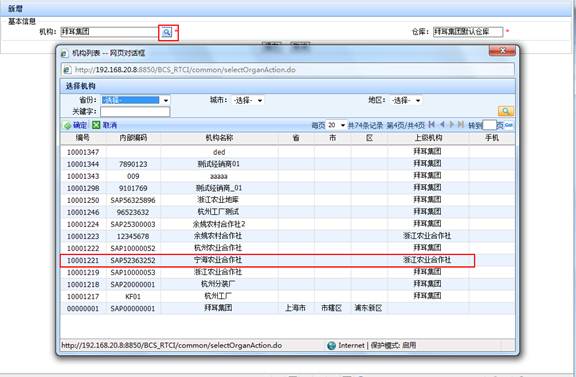 新增
基本信息
机构: 拜耳集团 * 仓库: 拜耳集团默认仓库 *
机构列表 -- 网页对话框
http://192.168.20.8:8850/BCS_RTCI/common/selectOrganAction.do
选择机构
省份: -选择- 城市: -选择- 地区: -选择-
关键字:
确定 取消 每页 20 共74条记录 第4页/共4页 转到 页 Go!
编号 内部编码 机构名称 省 市 区 上级机构 手机
10001347 ded 拜耳集团
10001344 7890123 测试经销商01 拜耳集团
10001343 009 aaaaa 拜耳集团
10001298 9101769 测试经销商_01 拜耳集团
10001250 SAP56325896 浙江农业地库 拜耳集团
10001246 96523632 杭州工厂测试 拜耳集团
10001224 SAP25300003 余姚农村合作社2 拜耳集团
10001223 12345678 余姚农村合作社 浙江农业合作社
10001222 SAP10000052 杭州农业合作社 拜耳集团
10001221 SAP52363252 宁海农业合作社 浙江农业合作社
10001219 SAP10000053 浙江农业合作社 拜耳集团
10001218 SAP20000001 杭州分装厂 拜耳集团
10001217 KF01 杭州工厂 拜耳集团
00000001 SAP00000001 拜耳集团 上海市 市辖区 浦东新区
http://192.168.20.8:8850/BCS_RTCI/common/selectOrganAction.do Internet | 保护模式: 启用